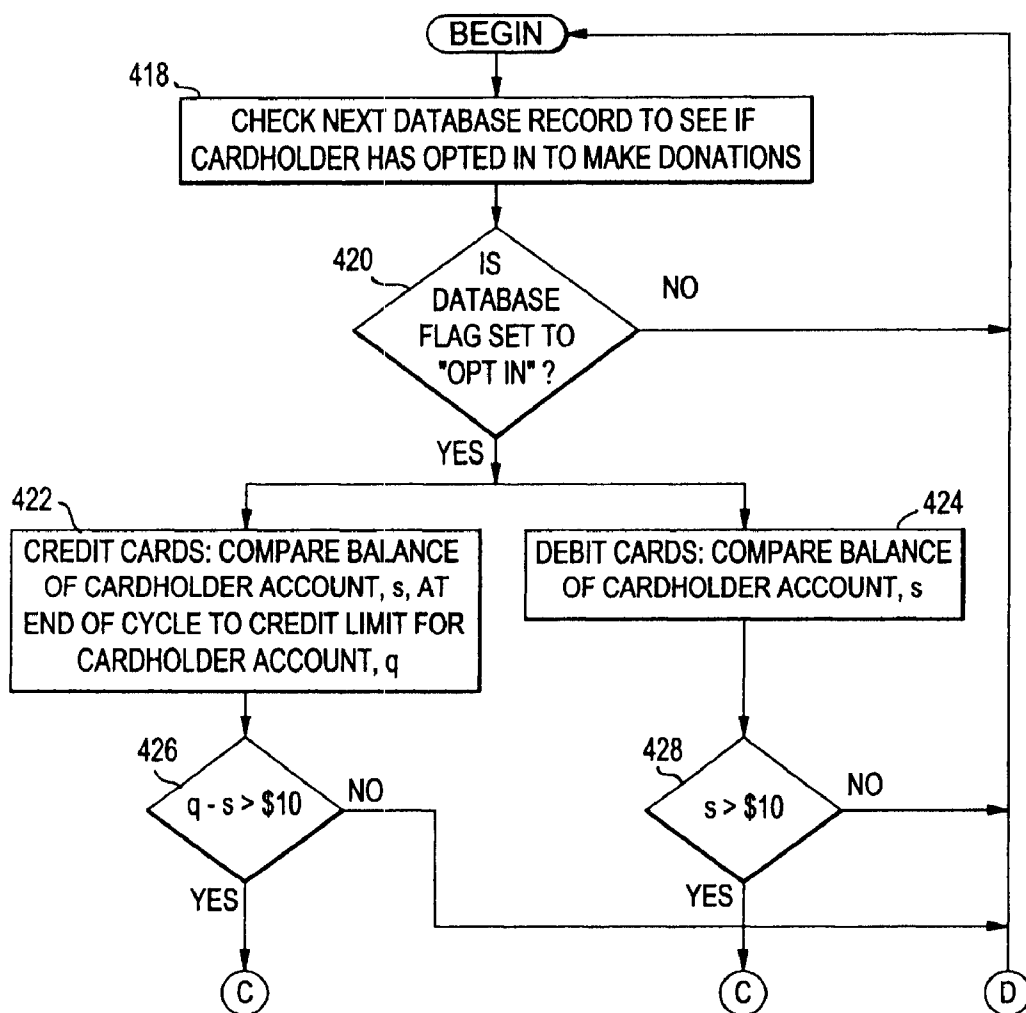 BEGIN
418
CHECK NEXT DATABASE RECORD TO SEE IF
CARDHOLDER HAS OPTED IN TO MAKE DONATIONS
420
IS
DATABASE
FLAG SET TO
"OPT IN" ?
NO
YES
422
CREDIT CARDS: COMPARE BALANCE
OF CARDHOLDER ACCOUNT, s, AT
END OF CYCLE TO CREDIT LIMIT FOR
CARDHOLDER ACCOUNT, q
424
DEBIT CARDS: COMPARE BALANCE
OF CARDHOLDER ACCOUNT, s
426
q - s > $10
NO
YES
428
s > $10
NO
YES
C
C
D